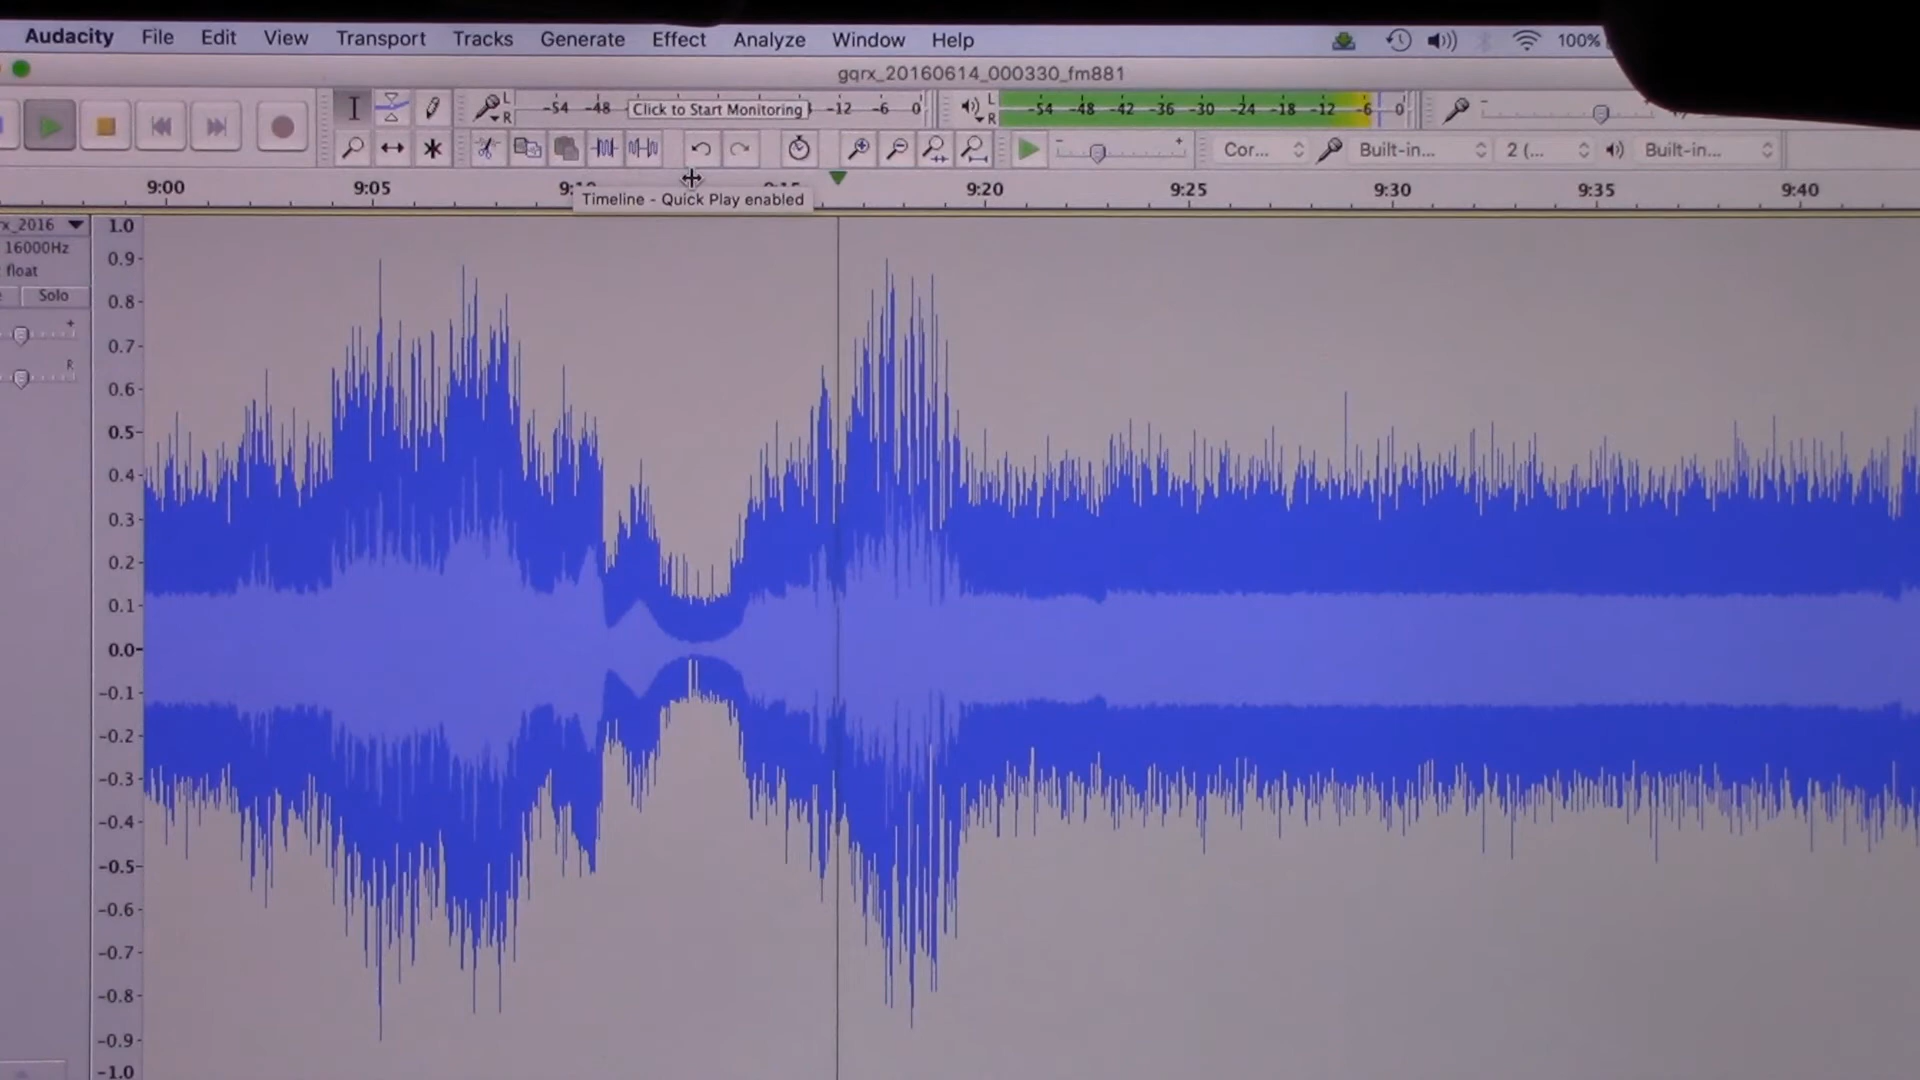 Audacity File Edit View Transport Tracks Generate Effect Analyze Window Help 100%
gqrx_20160614_000330_fm881
L R -54 -48 Click to Start Monitoring -12 -6 0 L R -54 -48 -42 -36 -30 -24 -18 -12 -6 0 - 
- + Cor... Built-in... 2 (... Built-in...
9:00 9:05 9:10 9:15 9:20 9:25 9:30 9:35 9:40
Timeline - Quick Play enabled
x_2016
16000Hz
float
Solo
+
R
1.0
0.9-
0.8-
0.7-
0.6-
0.5-
0.4-
0.3-
0.2-
0.1-
0.0-
-0.1-
-0.2-
-0.3-
-0.4-
-0.5-
-0.6-
-0.7-
-0.8-
-0.9-
-1.0